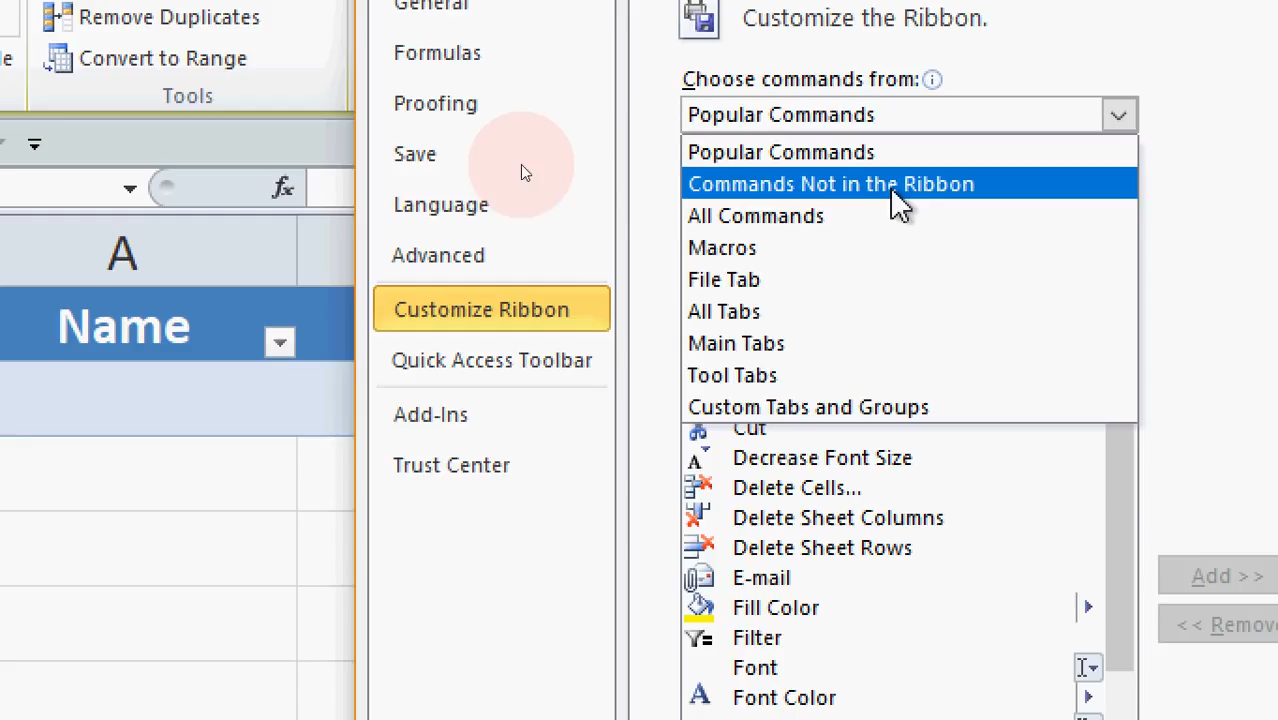 Remove Duplicates
Convert to Range
Tools
fx
A
Name
General
Formulas
Proofing
Save
Language
Advanced
Customize Ribbon
Quick Access Toolbar
Add-Ins
Trust Center
Customize the Ribbon.
Choose commands from:
Popular Commands
Popular Commands
Commands Not in the Ribbon
All Commands
Macros
File Tab
All Tabs
Main Tabs
Tool Tabs
Custom Tabs and Groups
Cut
Decrease Font Size
Delete Cells...
Delete Sheet Columns
Delete Sheet Rows
E-mail
Fill Color
Filter
Font
Font Color
Add >>
<< Remov